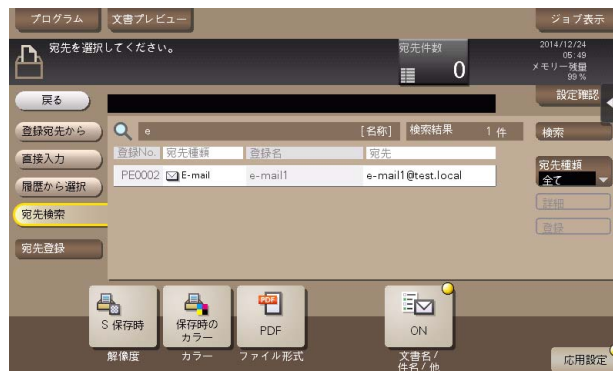 プログラム
文書プレビュー
ジョブ表示
宛先を選択してください。
宛先件数
0
2014/12/24
05:49
メモリー残量
99 %
戻る
設定確認
登録宛先から
直接入力
履歴から選択
宛先検索
宛先登録
e
[名称]
検索結果
1 件
検索
登録No.
宛先種類
登録名
宛先
PE0002
E-mail
e-mail1
e-mail1@test.local
宛先種類
全て
詳細
登録
S 保存時
解像度
保存時の
カラー
カラー
PDF
PDF
ファイル形式
ON
文書名/
件名/他
応用設定